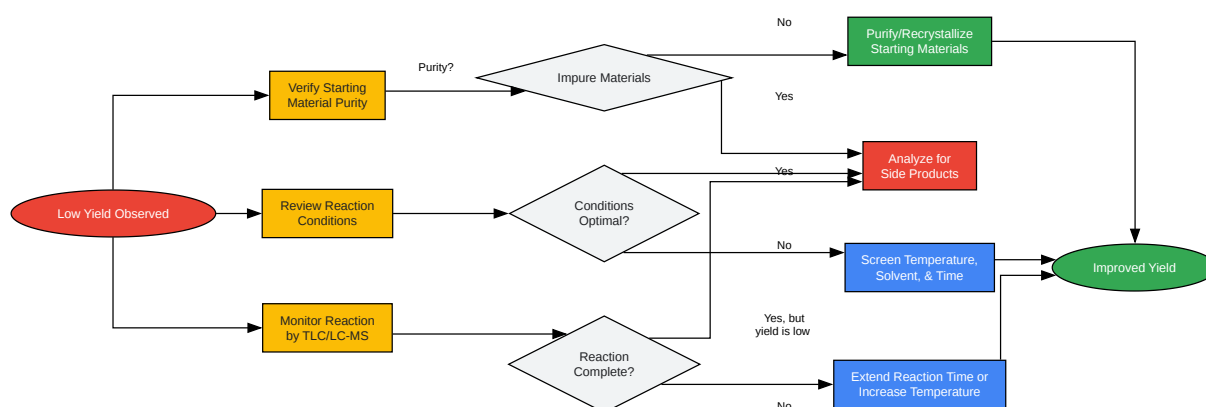 No
Purify/Recrystallize
Starting Materials
Purity?
Impure Materials
Verify Starting
Material Purity
Yes
Analyze for
Side Products
Yes
Low Yield Observed
Review Reaction
Conditions
Conditions
Optimal?
No
Screen Temperature,
Solvent, & Time
Improved Yield
Monitor Reaction
by TLC/LC-MS
Yes, but
yield is low
Reaction
Complete?
Extend Reaction Time or
Increase Temperature
No